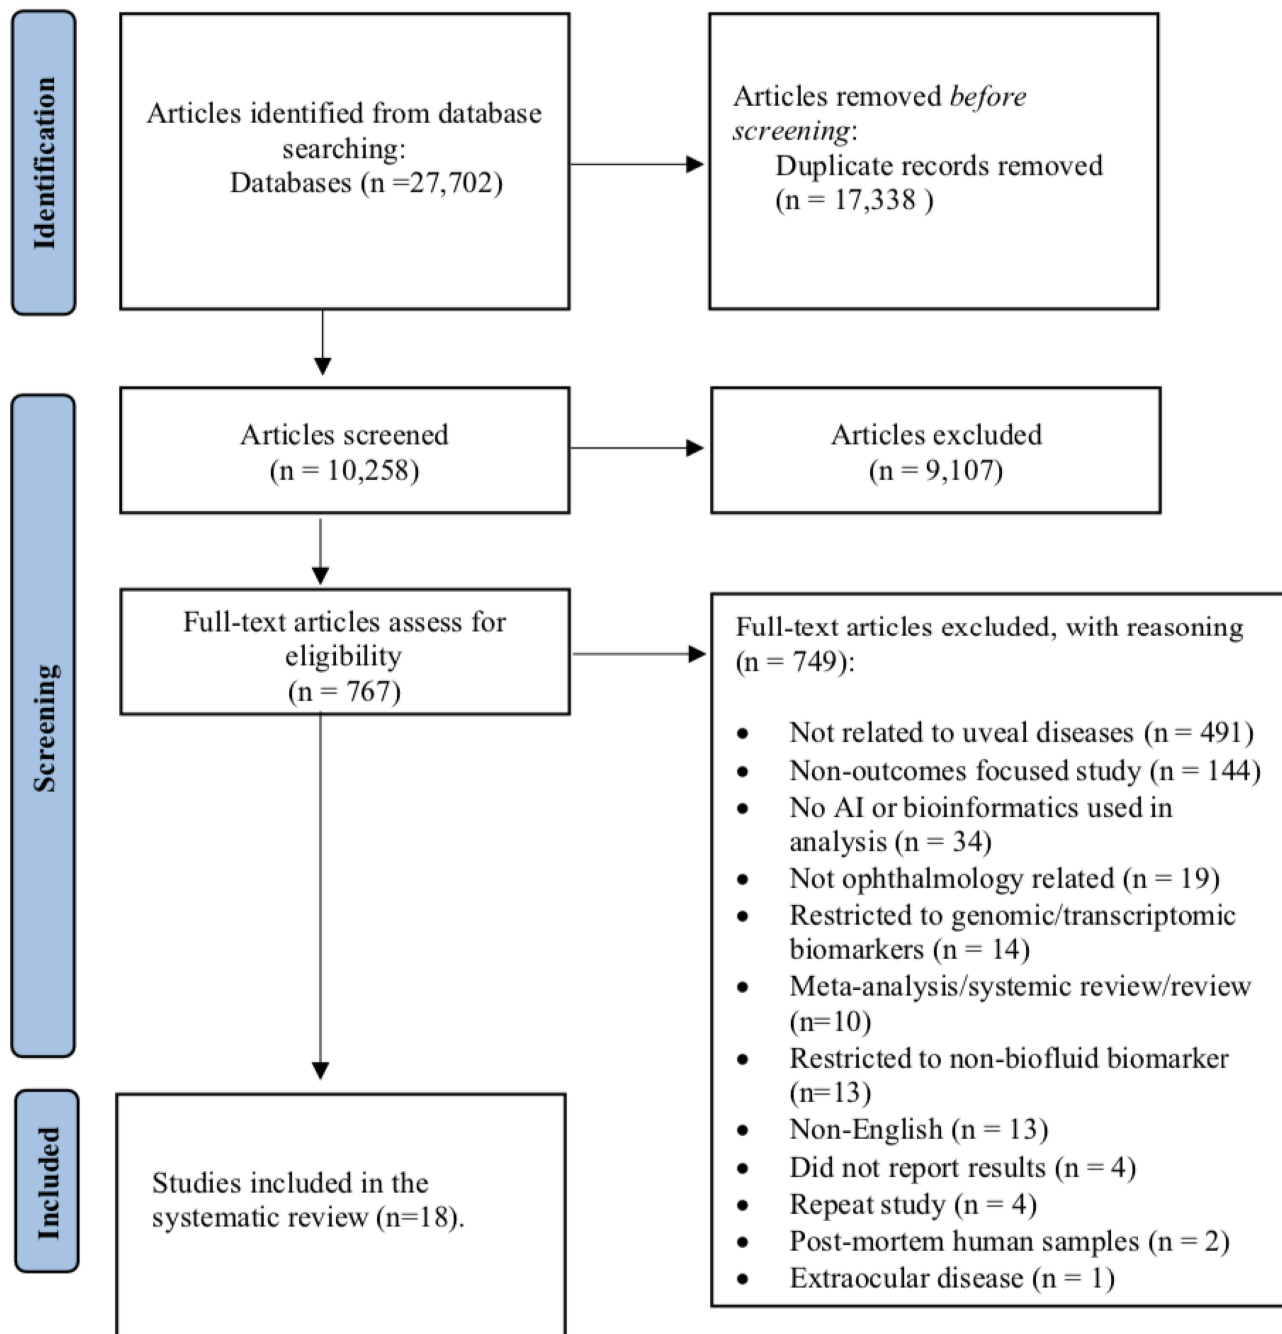 Identification
Articles identified from database
searching:
Databases (n =27,702)
Articles removed before
screening:
Duplicate records removed
(n = 17,338 )
Screening
Articles screened
(n = 10,258)
Articles excluded
(n = 9,107)
Full-text articles assess for
eligibility
(n = 767)
Full-text articles excluded, with reasoning
(n = 749):
• Not related to uveal diseases (n = 491)
• Non-outcomes focused study (n = 144)
• No AI or bioinformatics used in
analysis (n = 34)
• Not ophthalmology related (n = 19)
• Restricted to genomic/transcriptomic
biomarkers (n = 14)
• Meta-analysis/systemic review/review
(n=10)
• Restricted to non-biofluid biomarker
(n=13)
• Non-English (n = 13)
• Did not report results (n = 4)
• Repeat study (n = 4)
• Post-mortem human samples (n = 2)
• Extraocular disease (n = 1)
Included
Studies included in the
systematic review (n=18).